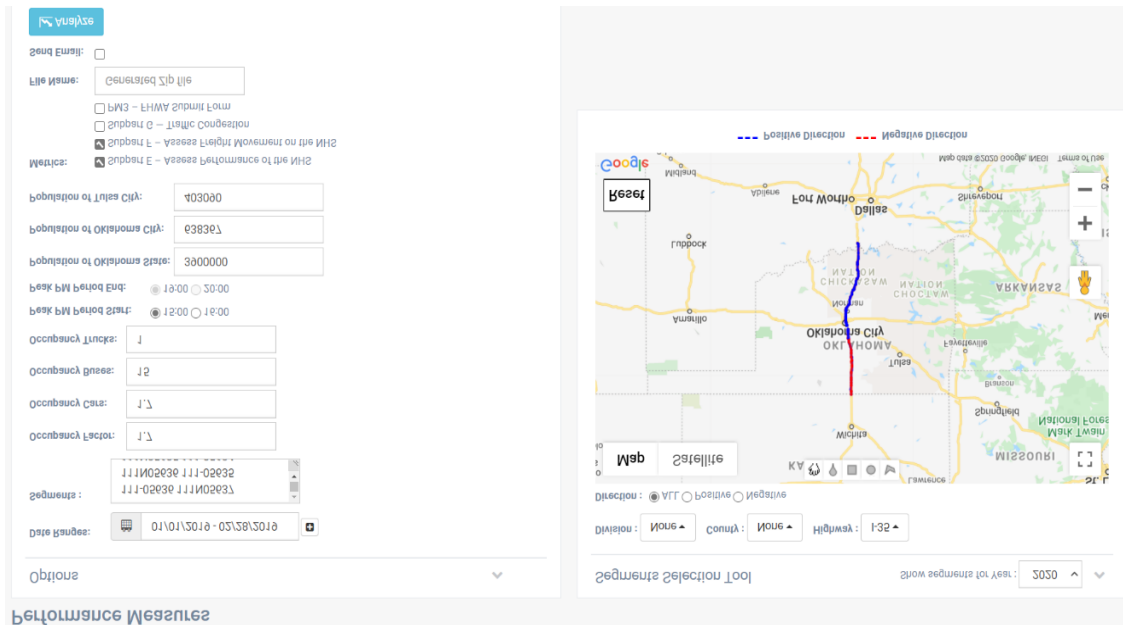 Performance Measures
Options
Date Ranges:
01/01/2019 - 02/28/2019
Segments :
111-05636 111N05637
111N05636 111-05635
Occupancy Factor:
1.7
Occupancy Cars:
1.7
Occupancy Buses:
15
Occupancy Trucks:
1
Peak PM Period Start:
15:00 16:00
Peak PM Period End:
19:00 20:00
Population of Oklahoma State:
3900000
Population of Oklahoma City:
638367
Population of Tulsa City:
403090
Metrics:
Subpart E – Assess Performance of the NHS
Subpart F – Assess Freight Movement on the NHS
Subpart G – Traffic Congestion
PM3 – FHWA Submit Form
File Name:
Generated Zip file
Send Email:
Analyze
Segments Selection Tool
Show segments for Year :
2020
Division :
None
County :
None
Highway :
I-35
Direction :
ALL Positive Negative
Map Satellite
KA
Lawrence
St. L
MISSOURI
Wichita
Mark Twain
National Fores
Springfield
Branson
Tulsa
Fayetteville
OKLAHOMA
Oklahoma City
Amarillo
Me
Norman
CHOCTAW
NATION
CHICKASAW
NATION
ARKANSAS
Lubbock
Dallas
Fort Worth
Abilene
Shreveport
Midland
Reset
Google
Map data ©2020 Google, INEGI
Terms of Use
Positive Direction Negative Direction